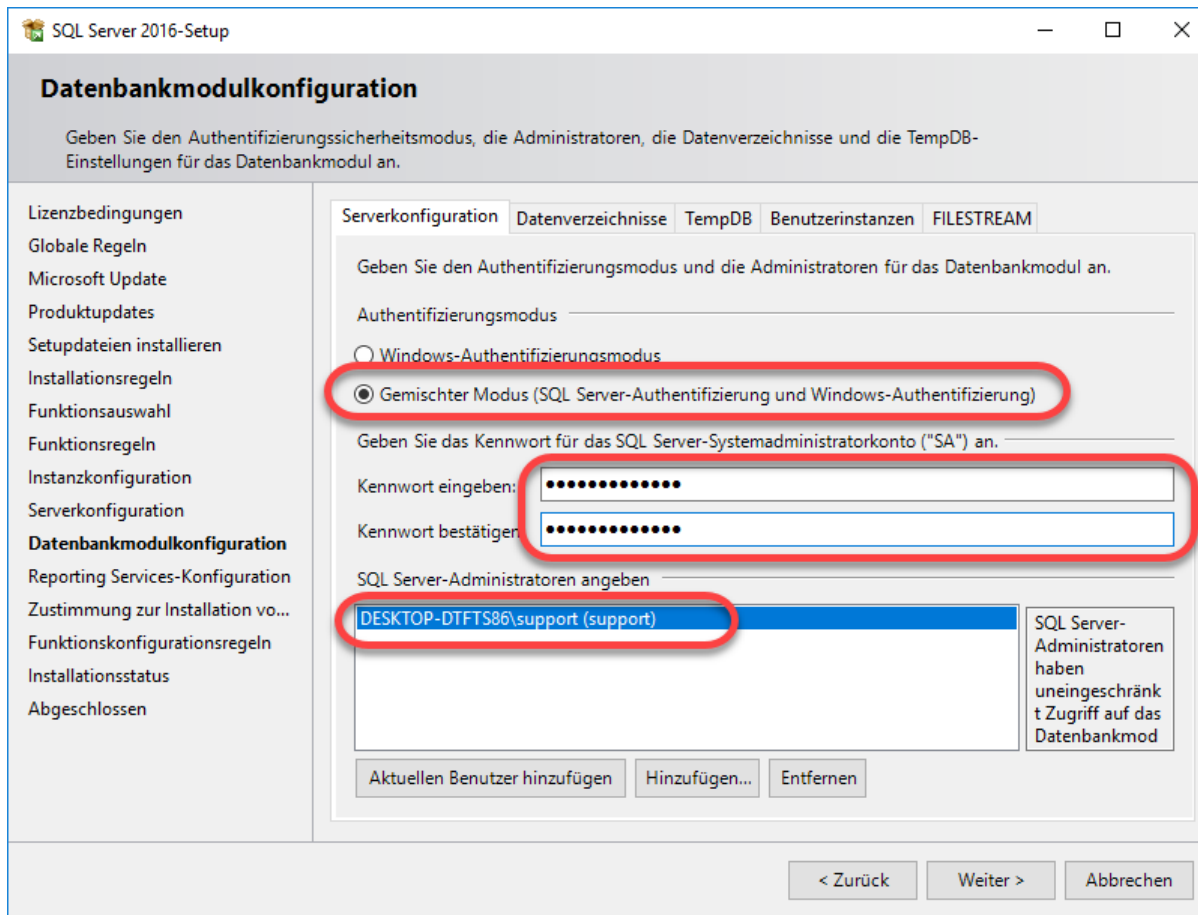 SQL Server 2016-Setup
Datenbankmodulkonfiguration
Geben Sie den Authentifizierungssicherheitsmodus, die Administratoren, die Datenverzeichnisse und die TempDB-
Einstellungen für das Datenbankmodul an.
Lizenzbedingungen
Globale Regeln
Microsoft Update
Produktupdates
Setupdateien installieren
Installationsregeln
Funktionsauswahl
Funktionsregeln
Instanzkonfiguration
Serverkonfiguration
Datenbankmodulkonfiguration
Reporting Services-Konfiguration
Zustimmung zur Installation vo...
Funktionskonfigurationsregeln
Installationsstatus
Abgeschlossen
Serverkonfiguration Datenverzeichnisse TempDB Benutzerinstanzen FILESTREAM
Geben Sie den Authentifizierungsmodus und die Administratoren für das Datenbankmodul an.
Authentifizierungsmodus
Windows-Authentifizierungsmodus
Gemischter Modus (SQL Server-Authentifizierung und Windows-Authentifizierung)
Geben Sie das Kennwort für das SQL Server-Systemadministratorkonto ("SA") an.
Kennwort eingeben: ●●●●●●●●●●●●●
Kennwort bestätigen ●●●●●●●●●●●●●
SQL Server-Administratoren angeben
DESKTOP-DTFTS86\support (support)
SQL Server-
Administratoren
haben
uneingeschränk
t Zugriff auf das
Datenbankmod
Aktuellen Benutzer hinzufügen Hinzufügen... Entfernen
< Zurück Weiter > Abbrechen